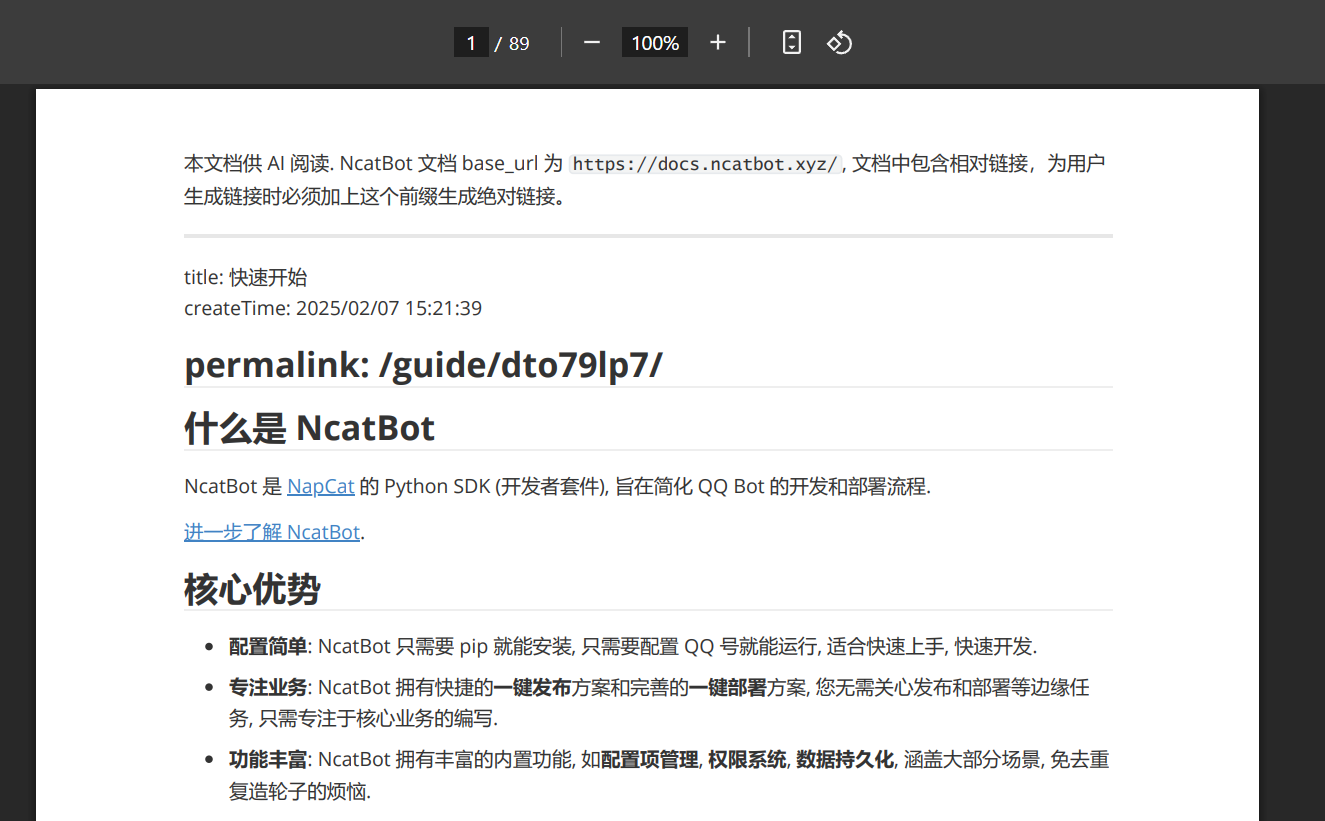 1 / 89 — 100% +
本文档供 AI 阅读. NcatBot 文档 base_url 为 https://docs.ncatbot.xyz/, 文档中包含相对链接，为用户
生成链接时必须加上这个前缀生成绝对链接。
title: 快速开始
createTime: 2025/02/07 15:21:39
permalink: /guide/dto79lp7/
什么是 NcatBot
NcatBot 是 NapCat 的 Python SDK (开发者套件), 旨在简化 QQ Bot 的开发和部署流程.
进一步了解 NcatBot.
核心优势
• 配置简单: NcatBot 只需要 pip 就能安装, 只需要配置 QQ 号就能运行, 适合快速上手, 快速开发.
• 专注业务: NcatBot 拥有快捷的一键发布方案和完善的一键部署方案, 您无需关心发布和部署等边缘任
务, 只需专注于核心业务的编写.
• 功能丰富: NcatBot 拥有丰富的内置功能, 如配置项管理, 权限系统, 数据持久化, 涵盖大部分场景, 免去重
复造轮子的烦恼.